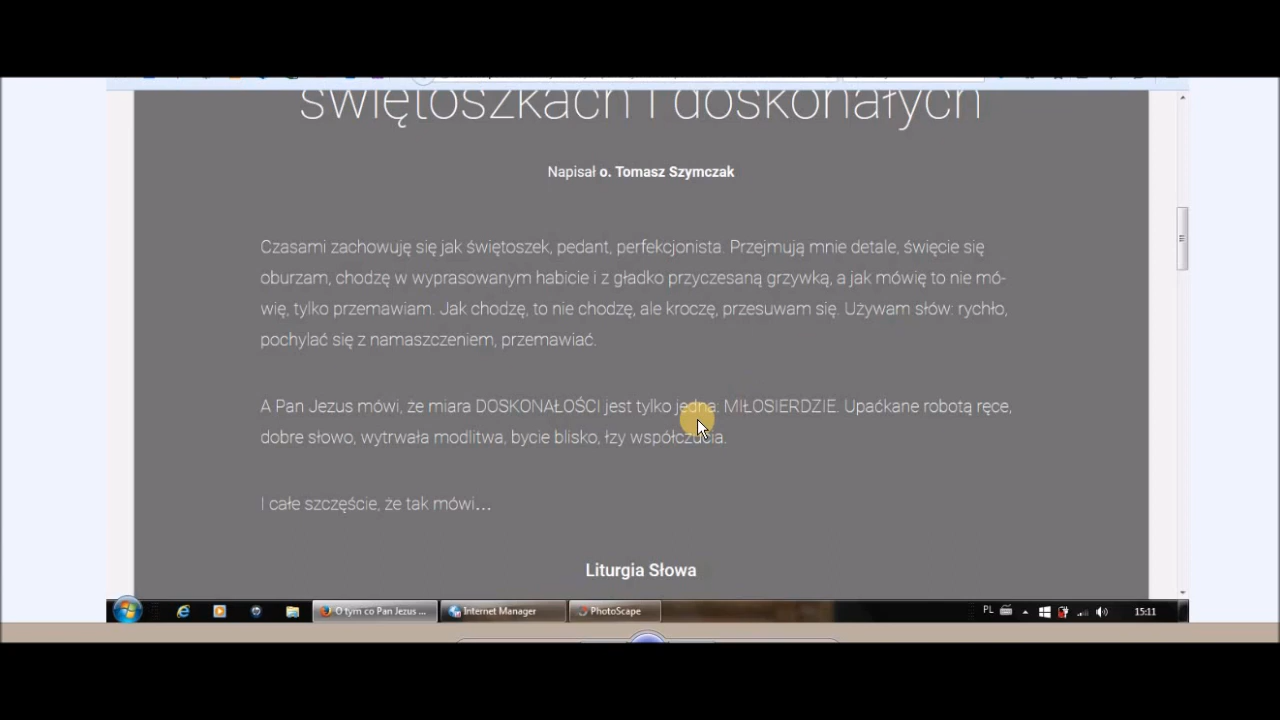 świętoszkach i doskonałych
Napisał o. Tomasz Szymczak
Czasami zachowuję się jak świętoszek, pedant, perfekcjonista. Przejmują mnie detale, święcie się
oburzam, chodzę w wyprasowanym habicie i z gładko przyczesaną grzywką, a jak mówię to nie mó-
wię, tylko przemawiam. Jak chodzę, to nie chodzę, ale kroczę, przesuwam się. Używam słów: rychło,
pochylać się z namaszczeniem, przemawiać.
A Pan Jezus mówi, że miara DOSKONAŁOŚCI jest tylko jedna: MIŁOSIERDZIE. Upaćkane robotą ręce,
dobre słowo, wytrwała modlitwa, bycie blisko, łzy współczucia.
I całe szczęście, że tak mówi...
Liturgia Słowa
O tym co Pan Jezus ... Internet Manager PhotoScape PL 15:11